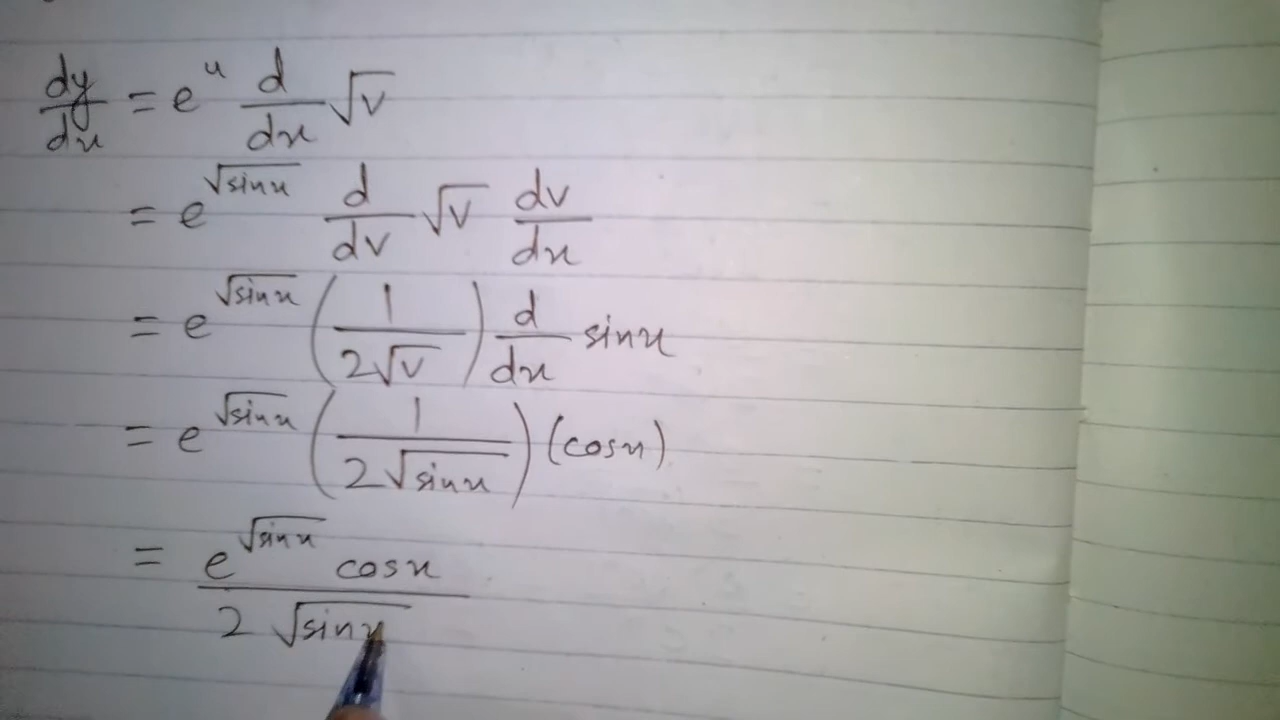 dy/dx = e^u d/dx √v
= e^√sinx d/dv √v dv/dx
= e^√sinx (1/2√v) d/dx sinx
= e^√sinx (1/2√sinx) (cosx)
= e^√sinx cosx / 2 √sinx